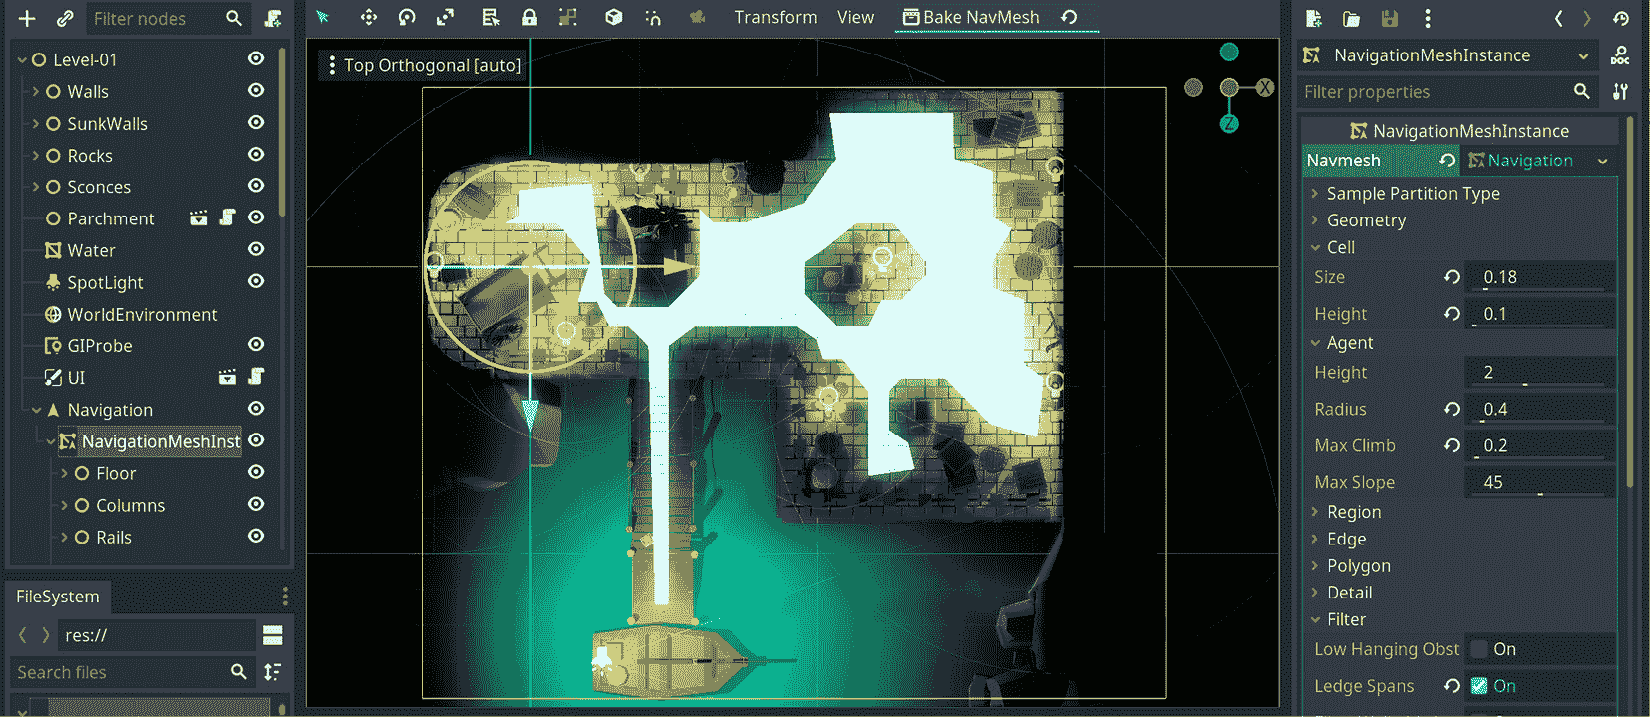 Filter nodes
Transform View Bake NavMesh
Level-01
Walls
SunkWalls
Rocks
Sconces
Parchment
Water
SpotLight
WorldEnvironment
GIProbe
UI
Navigation
NavigationMeshInst
Floor
Columns
Rails
FileSystem
res://
Search files
Top Orthogonal [auto]
X
Z
NavigationMeshInstance
Filter properties
NavigationMeshInstance
Navmesh Navigation
Sample Partition Type
Geometry
Cell
Size 0.18
Height 0.1
Agent
Height 2
Radius 0.4
Max Climb 0.2
Max Slope 45
Region
Edge
Polygon
Detail
Filter
Low Hanging Obst On
Ledge Spans On